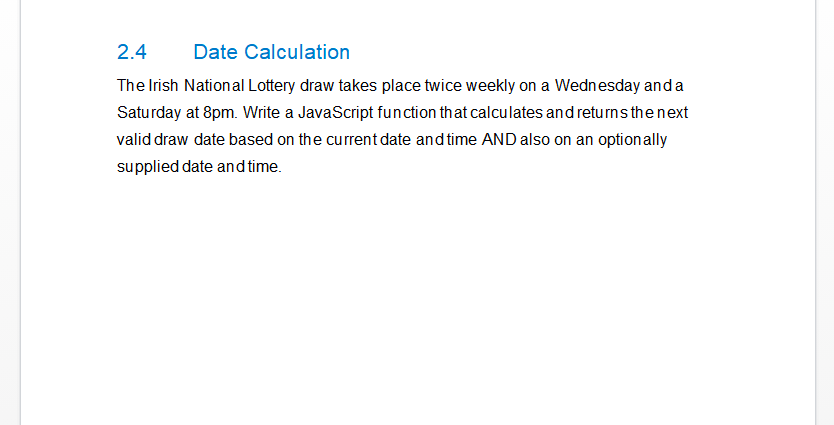 2.4 Date Calculation
The Irish National Lottery draw takes place twice weekly on a Wednesday and a
Saturday at 8pm. Write a JavaScript function that calculates and returns the next
valid draw date based on the current date and time AND also on an optionally
supplied date and time.